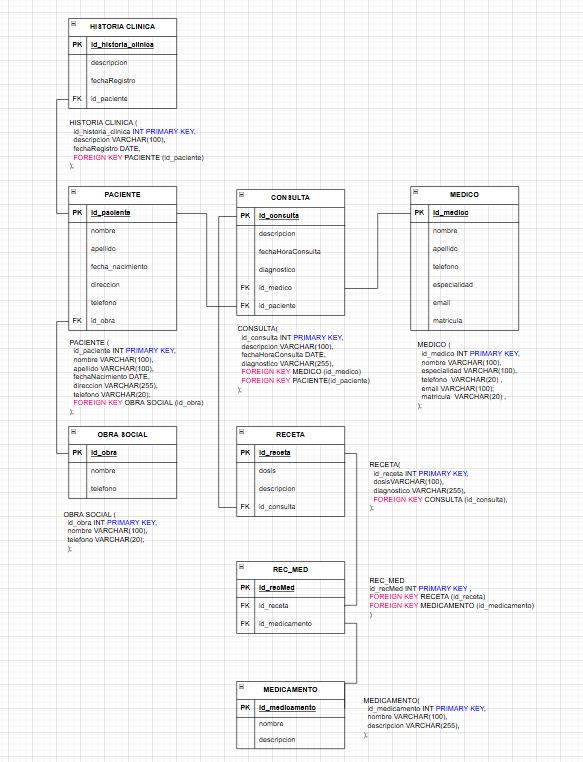 HISTORIA CLINICA
PK id_historia_clinica
descripcion
fechaRegistro
FK id_paciente
HISTORIA CLINICA (
id_historia_clinica INT PRIMARY KEY,
descripcion VARCHAR(100),
fechaRegistro DATE,
FOREIGN KEY PACIENTE (id_paciente)
);
PACIENTE
PK id_paciente
nombre
apellido
fecha_nacimiento
direccion
telefono
FK id_obra
PACIENTE (
id_paciente INT PRIMARY KEY,
nombre VARCHAR(100),
apellido VARCHAR(100),
fechaNacimiento DATE,
direccion VARCHAR(255),
telefono VARCHAR(20);
FOREIGN KEY OBRA SOCIAL (id_obra)
);
CONSULTA
PK id_consulta
descripcion
fechaHoraConsulta
diagnostico
FK id_medico
FK id_paciente
CONSULTA(
id_consulta INT PRIMARY KEY,
descripcion VARCHAR(100),
fechaHoraConsulta DATE,
diagnostico VARCHAR(255),
FOREIGN KEY MEDICO (id_medico)
FOREIGN KEY PACIENTE(id_paciente)
);
MEDICO
PK id_medico
nombre
apellido
telefono
especialidad
email
matricula
MEDICO (
id_medico INT PRIMARY KEY,
nombre VARCHAR(100),
especialidad VARCHAR(100),
telefono VARCHAR(20) ,
email VARCHAR(100);
matricula VARCHAR(20) ,
);
OBRA SOCIAL
PK id_obra
nombre
telefono
OBRA SOCIAL (
id_obra INT PRIMARY KEY,
nombre VARCHAR(100),
telefono VARCHAR(20);
);
RECETA
PK id_receta
dosis
descripcion
FK id_consulta
RECETA(
id_receta INT PRIMARY KEY,
dosisVARCHAR(100),
diagnostico VARCHAR(255),
FOREIGN KEY CONSULTA (id_consulta),
);
REC_MED
PK id_recMed
FK id_receta
FK id_medicamento
REC_MED
id_recMed INT PRIMARY KEY ,
FOREIGN KEY RECETA (id_receta)
FOREIGN KEY MEDICAMENTO (id_medicamento)
)
MEDICAMENTO
PK id_medicamento
nombre
descripcion
MEDICAMENTO(
id_medicamento INT PRIMARY KEY,
nombre VARCHAR(100),
descripcion VARCHAR(255),
);